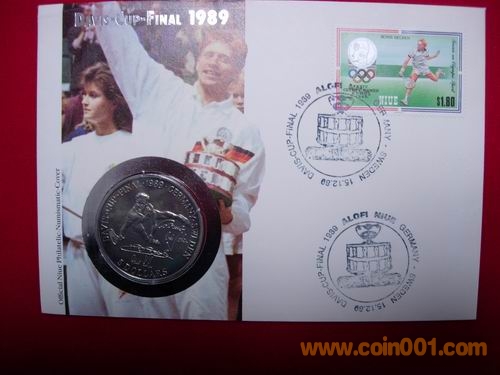 DAVIS-CUP-FINAL 1989
Official Niue Philatelic Numismatic Cover
DAVIS-CUP-FINAL · 1989 · GERMANY-SWEDEN
5 DOLLARS
BORIS BECKER
NIUE
$1.80
DAVIS-CUP-FINAL 1989 ALOFI NIUE GERMANY - SWEDEN 15.12.89
DAVIS-CUP-FINAL 1989 ALOFI NIUE GERMANY - SWEDEN 15.12.89
www.coin001.com